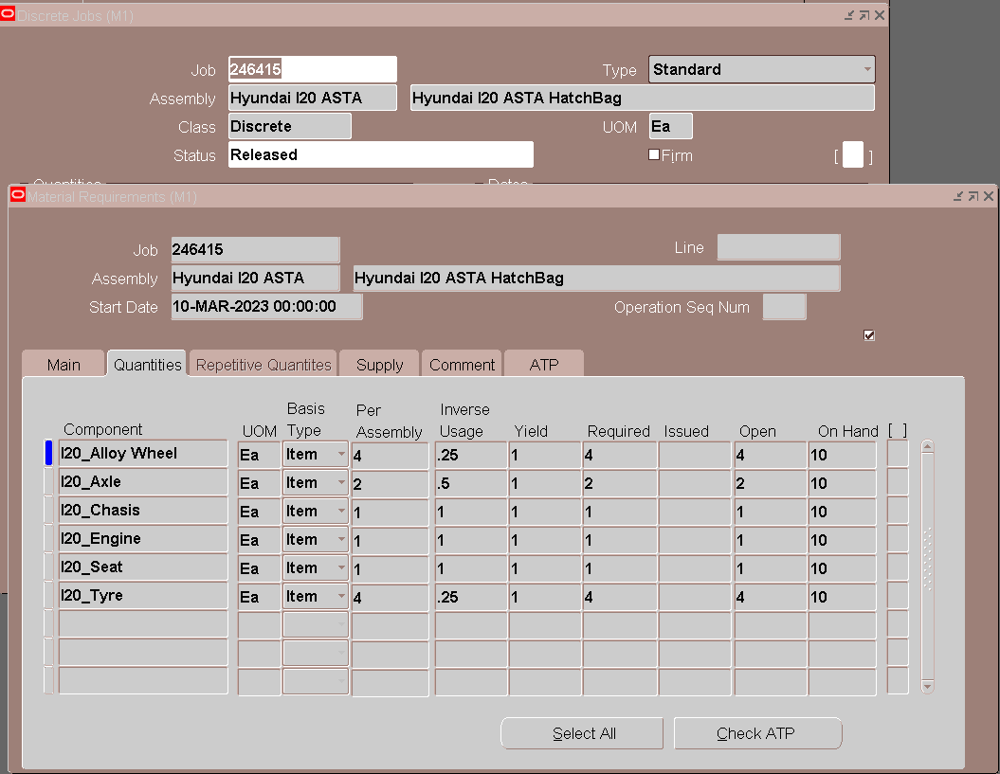 Discrete Jobs (M1)
Job 246415 Type Standard
Assembly Hyundai I20 ASTA Hyundai I20 ASTA HatchBag
Class Discrete UOM Ea
Status Released Firm [ ]
Quantities Dates
Material Requirements (M1)
Job 246415 Line
Assembly Hyundai I20 ASTA Hyundai I20 ASTA HatchBag
Start Date 10-MAR-2023 00:00:00 Operation Seq Num
Main Quantities Repetitive Quantites Supply Comment ATP
Basis Per Inverse
Component UOM Type Assembly Usage Yield Required Issued Open On Hand [ ]
I20_Alloy Wheel Ea Item 4 .25 1 4 4 10
I20_Axle Ea Item 2 .5 1 2 2 10
I20_Chasis Ea Item 1 1 1 1 1 10
I20_Engine Ea Item 1 1 1 1 1 10
I20_Seat Ea Item 1 1 1 1 1 10
I20_Tyre Ea Item 4 .25 1 4 4 10
Select All Check ATP